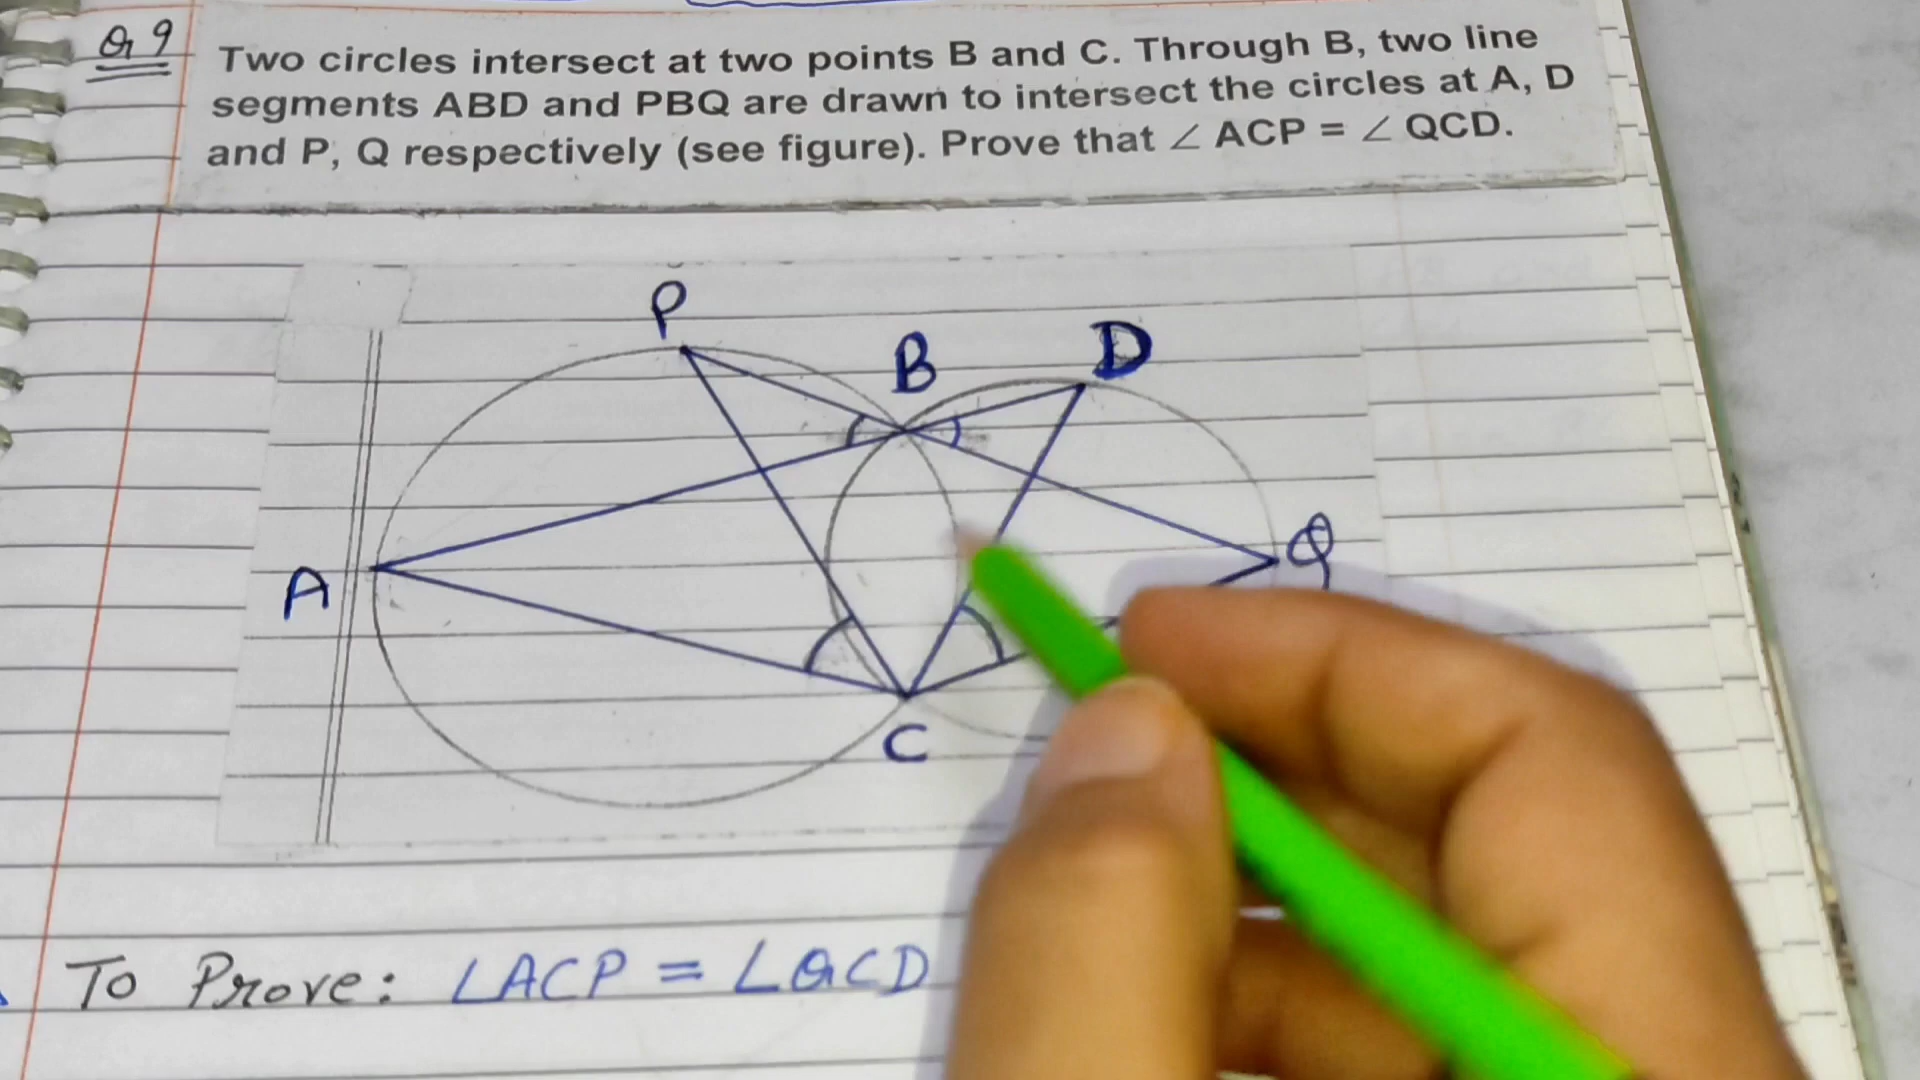 Q 9
Two circles intersect at two points B and C. Through B, two line
segments ABD and PBQ are drawn to intersect the circles at A, D
and P, Q respectively (see figure). Prove that ∠ ACP = ∠ QCD.
P
B
D
A
Q
C
To Prove: ∠ACP = ∠QCD